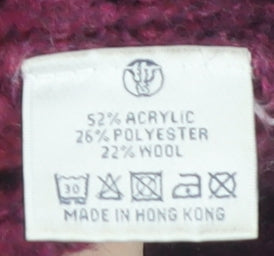 52% ACRYLIC
26% POLYESTER
22% WOOL
30
MADE IN HONG KONG